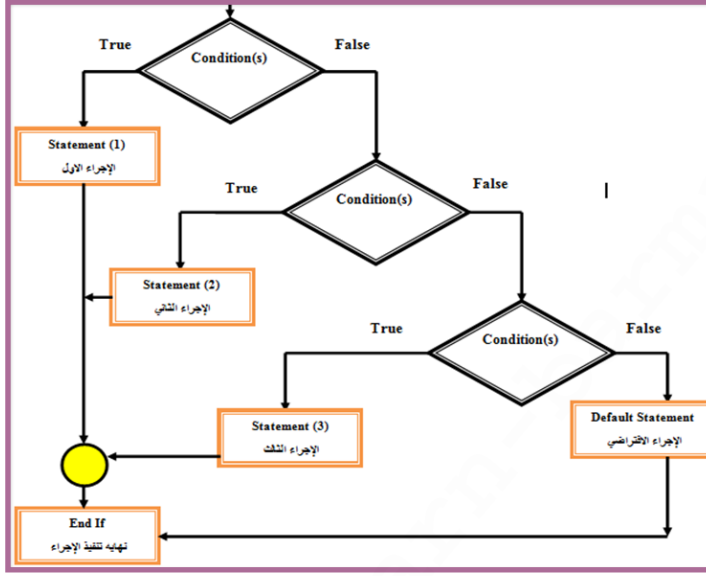 True
Condition(s)
False
Statement (1)
الإجراء الاول
True
Condition(s)
False
Statement (2)
الإجراء الثاني
True
Condition(s)
False
Statement (3)
الإجراء الثالث
Default Statement
الإجراء الافتراضي
End If
نهايه تنفيذ الإجراء